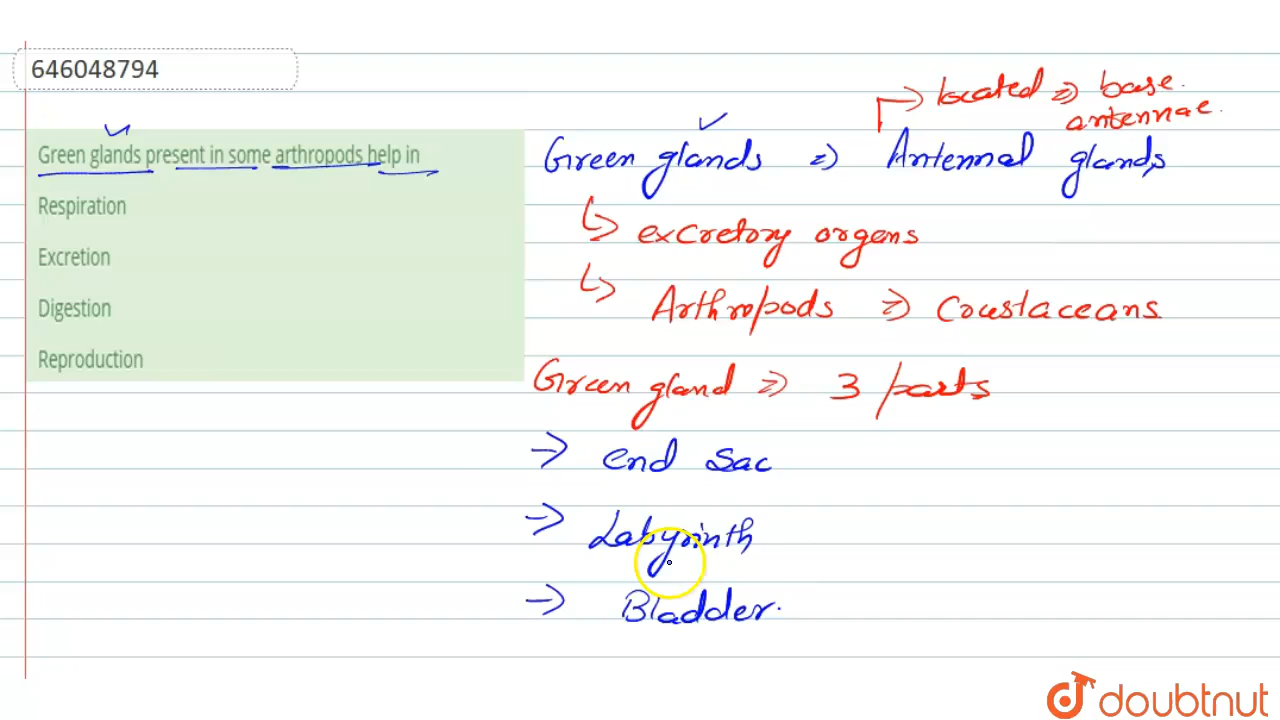 646048794
Green glands present in some arthropods help in
Respiration
Excretion
Digestion
Reproduction
located ⇒ base
antennae.
Green glands ⇒ Antennal glands
↳ excretory organs
↳ Arthropods ⇒ Crustaceans
Green gland ⇒ 3 parts
→ End Sac
→ Labyrinth
→ Bladder.
doubtnut